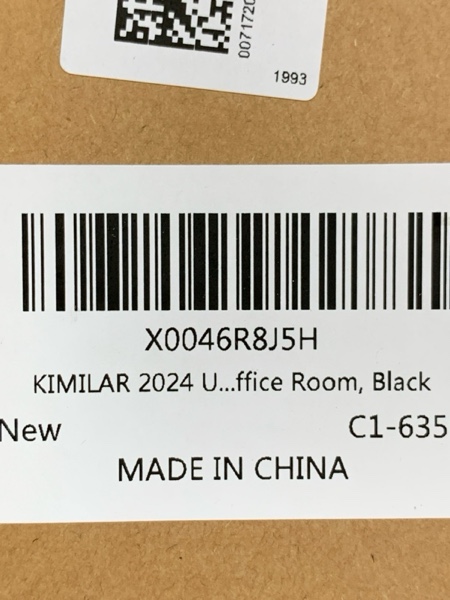 0071720
1993
X0046R8J5H
KIMILAR 2024 U...ffice Room, Black
New
C1-635
MADE IN CHINA